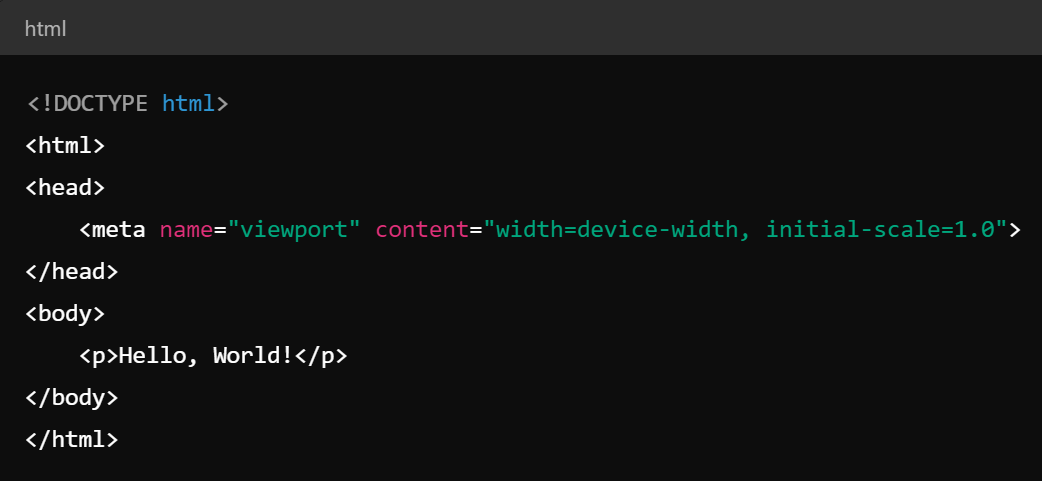 html
<!DOCTYPE html>
<html>
<head>
    <meta name="viewport" content="width=device-width, initial-scale=1.0">
</head>
<body>
    <p>Hello, World!</p>
</body>
</html>